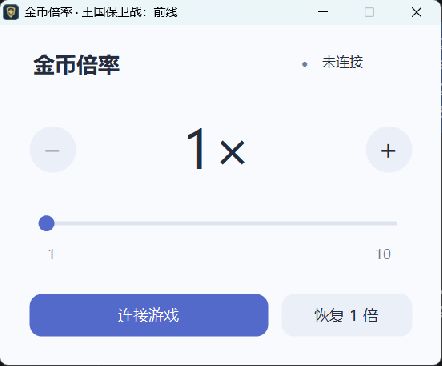 金币倍率 · 王国保卫战：前线
金币倍率
未连接
1×
1
10
连接游戏
恢复 1 倍